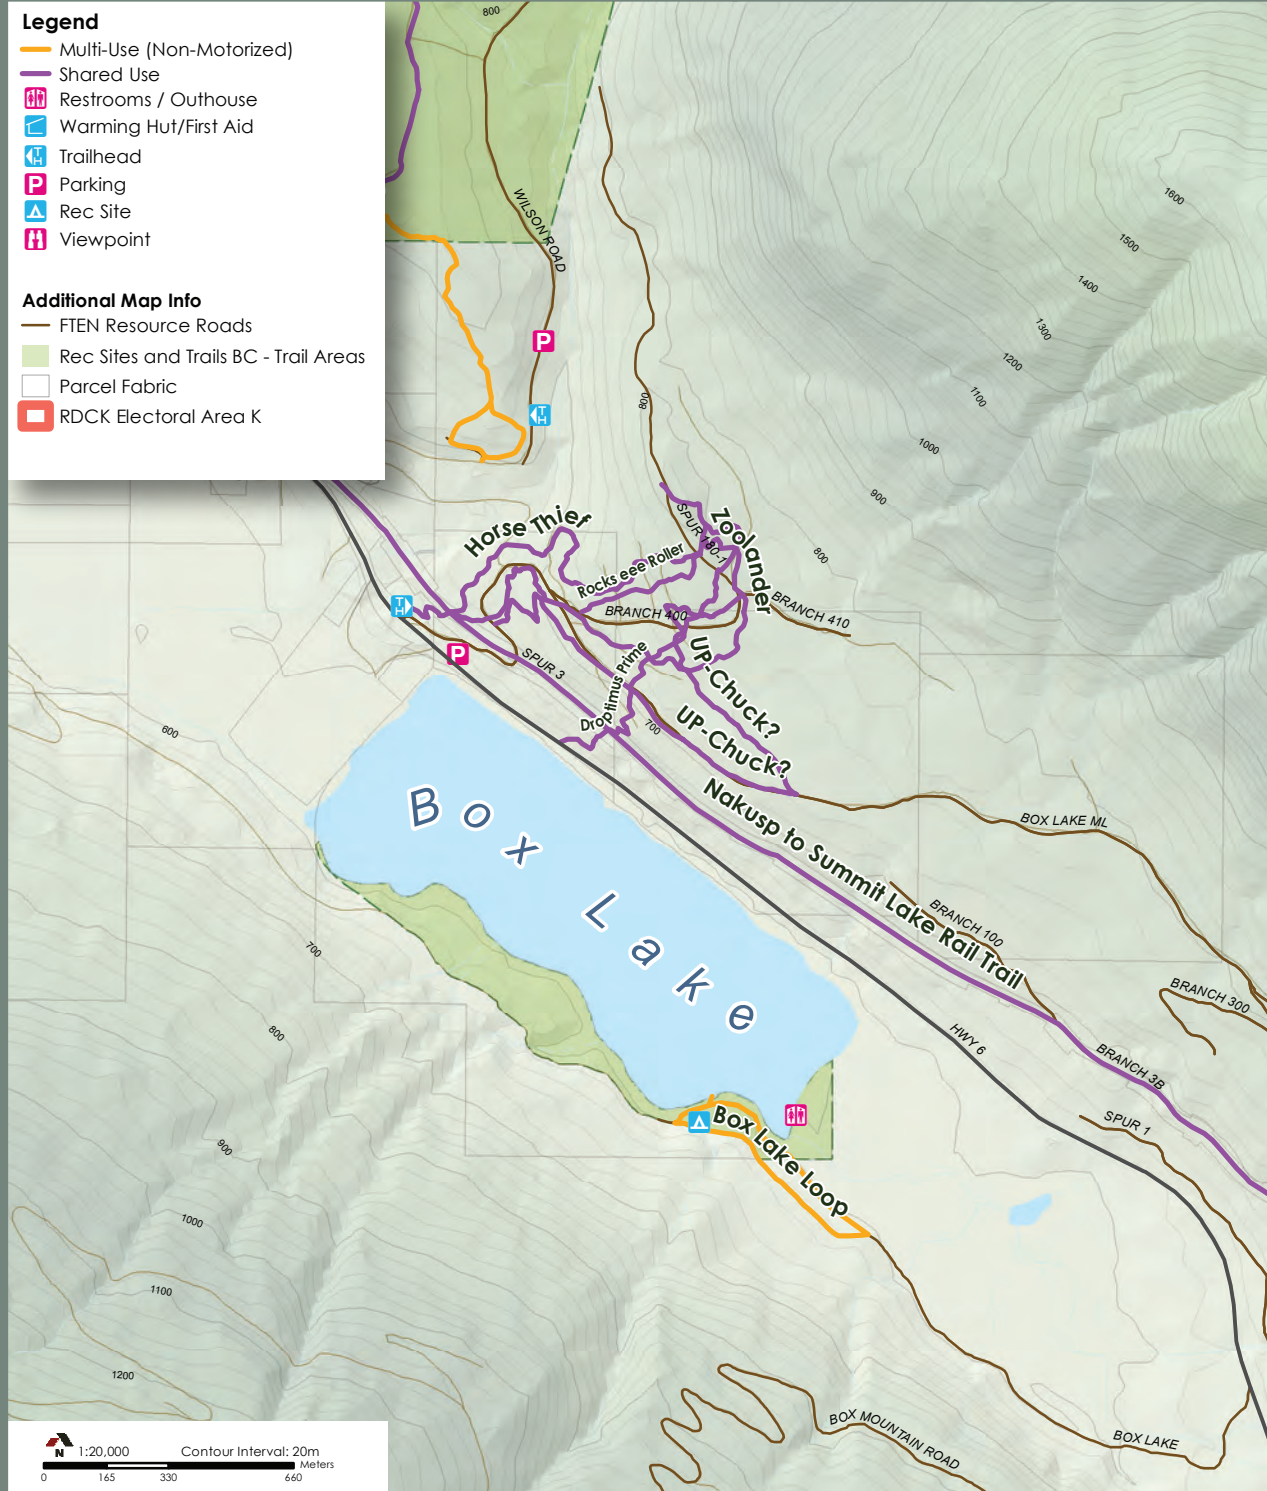 Legend
Multi-Use (Non-Motorized)
Shared Use
Restrooms / Outhouse
Warming Hut/First Aid
TH
Trailhead
P
Parking
Rec Site
Viewpoint
Additional Map Info
FTEN Resource Roads
Rec Sites and Trails BC - Trail Areas
Parcel Fabric
RDCK Electoral Area K
800
WILSON ROAD
P
TH
800
1600
1500
1400
1300
1200
1100
1000
900
800
Horse Thief
Zoolander
SPUR 180-1
Rocks eee Roller
BRANCH 400
BRANCH 410
TH
P
SPUR 3
Droptimus Prime
UP-Chuck?
UP-Chuck?
700
600
Box Lake
Nakusp to Summit Lake Rail Trail
BOX LAKE ML
BRANCH 100
BRANCH 300
HWY 6
BRANCH 3B
SPUR 1
700
800
900
1000
1100
1200
Box Lake Loop
BOX MOUNTAIN ROAD
BOX LAKE
N
1:20,000
Contour Interval: 20m
Meters
0 165 330 660